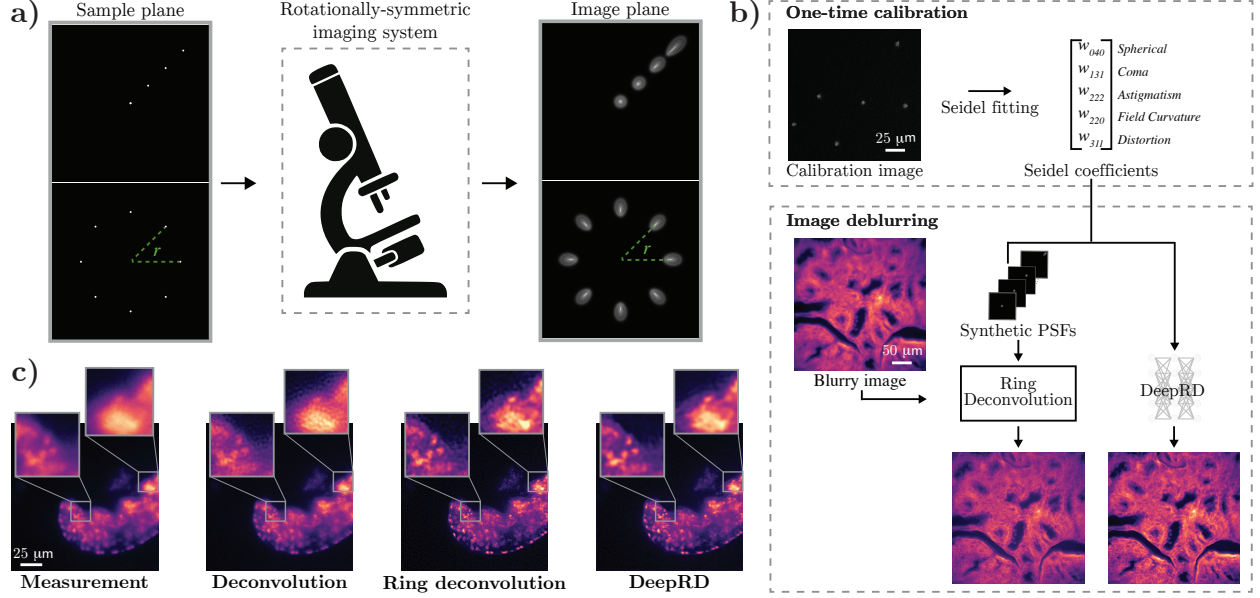 a)
Sample plane
Rotationally-symmetric
imaging system
Image plane
r
r
b)
One-time calibration
25 μm
Calibration image
Seidel fitting
w040 Spherical
w131 Coma
w222 Astigmatism
w220 Field Curvature
w311 Distortion
Seidel coefficients
Image deblurring
50 μm
Blurry image
Synthetic PSFs
Ring
Deconvolution
DeepRD
c)
25 μm
Measurement
Deconvolution
Ring deconvolution
DeepRD